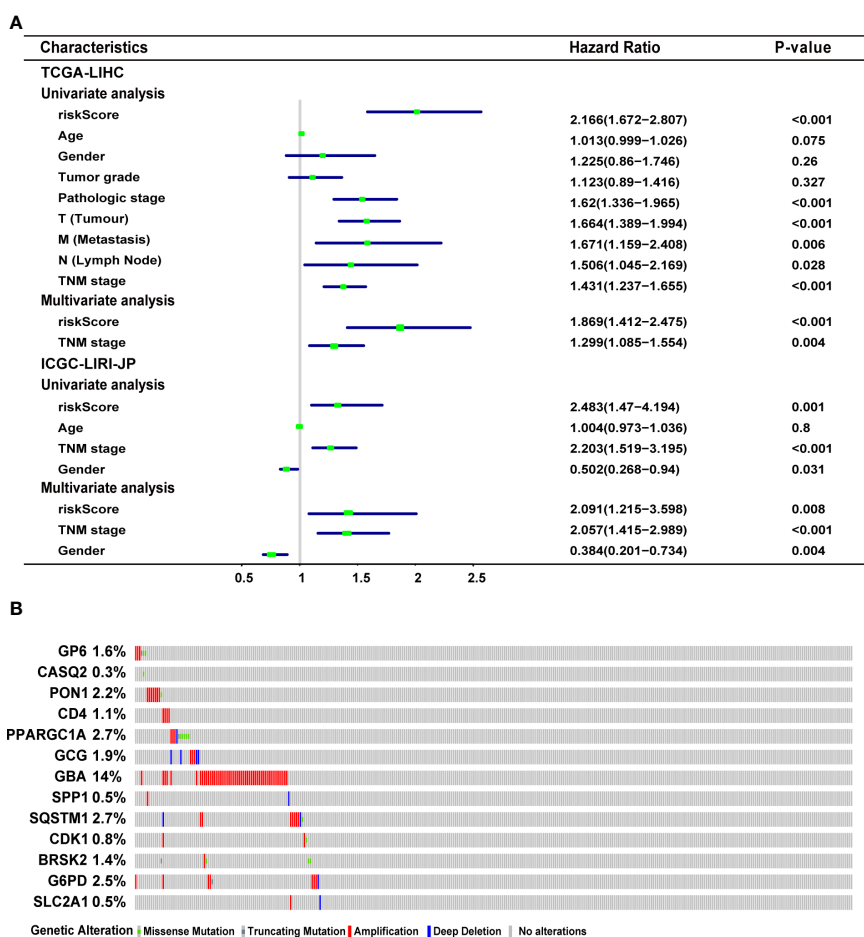 A
Characteristics Hazard Ratio P-value
TCGA-LIHC
Univariate analysis
riskScore 2.166(1.672−2.807) <0.001
Age 1.013(0.999−1.026) 0.075
Gender 1.225(0.86−1.746) 0.26
Tumor grade 1.123(0.89−1.416) 0.327
Pathologic stage 1.62(1.336−1.965) <0.001
T (Tumour) 1.664(1.389−1.994) <0.001
M (Metastasis) 1.671(1.159−2.408) 0.006
N (Lymph Node) 1.506(1.045−2.169) 0.028
TNM stage 1.431(1.237−1.655) <0.001
Multivariate analysis
riskScore 1.869(1.412−2.475) <0.001
TNM stage 1.299(1.085−1.554) 0.004
ICGC-LIRI-JP
Univariate analysis
riskScore 2.483(1.47−4.194) 0.001
Age 1.004(0.973−1.036) 0.8
TNM stage 2.203(1.519−3.195) <0.001
Gender 0.502(0.268−0.94) 0.031
Multivariate analysis
riskScore 2.091(1.215−3.598) 0.008
TNM stage 2.057(1.415−2.989) <0.001
Gender 0.384(0.201−0.734) 0.004
0.5 1 1.5 2 2.5
B
GP6 1.6%
CASQ2 0.3%
PON1 2.2%
CD4 1.1%
PPARGC1A 2.7%
GCG 1.9%
GBA 14%
SPP1 0.5%
SQSTM1 2.7%
CDK1 0.8%
BRSK2 1.4%
G6PD 2.5%
SLC2A1 0.5%
Genetic Alteration Missense Mutation Truncating Mutation Amplification Deep Deletion No alterations